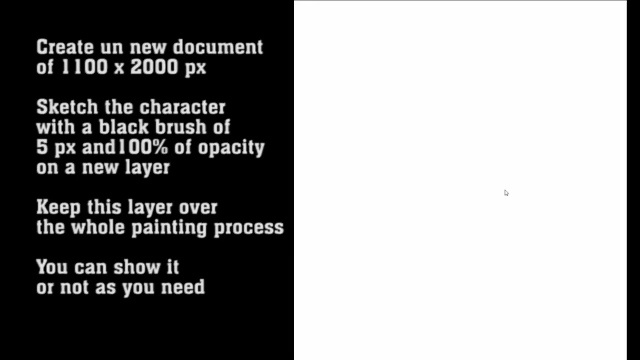 Create un new document
of 1100 x 2000 px
Sketch the character
with a black brush of
5 px and100% of opacity
on a new layer
Keep this layer over
the whole painting process
You can show it
or not as you need